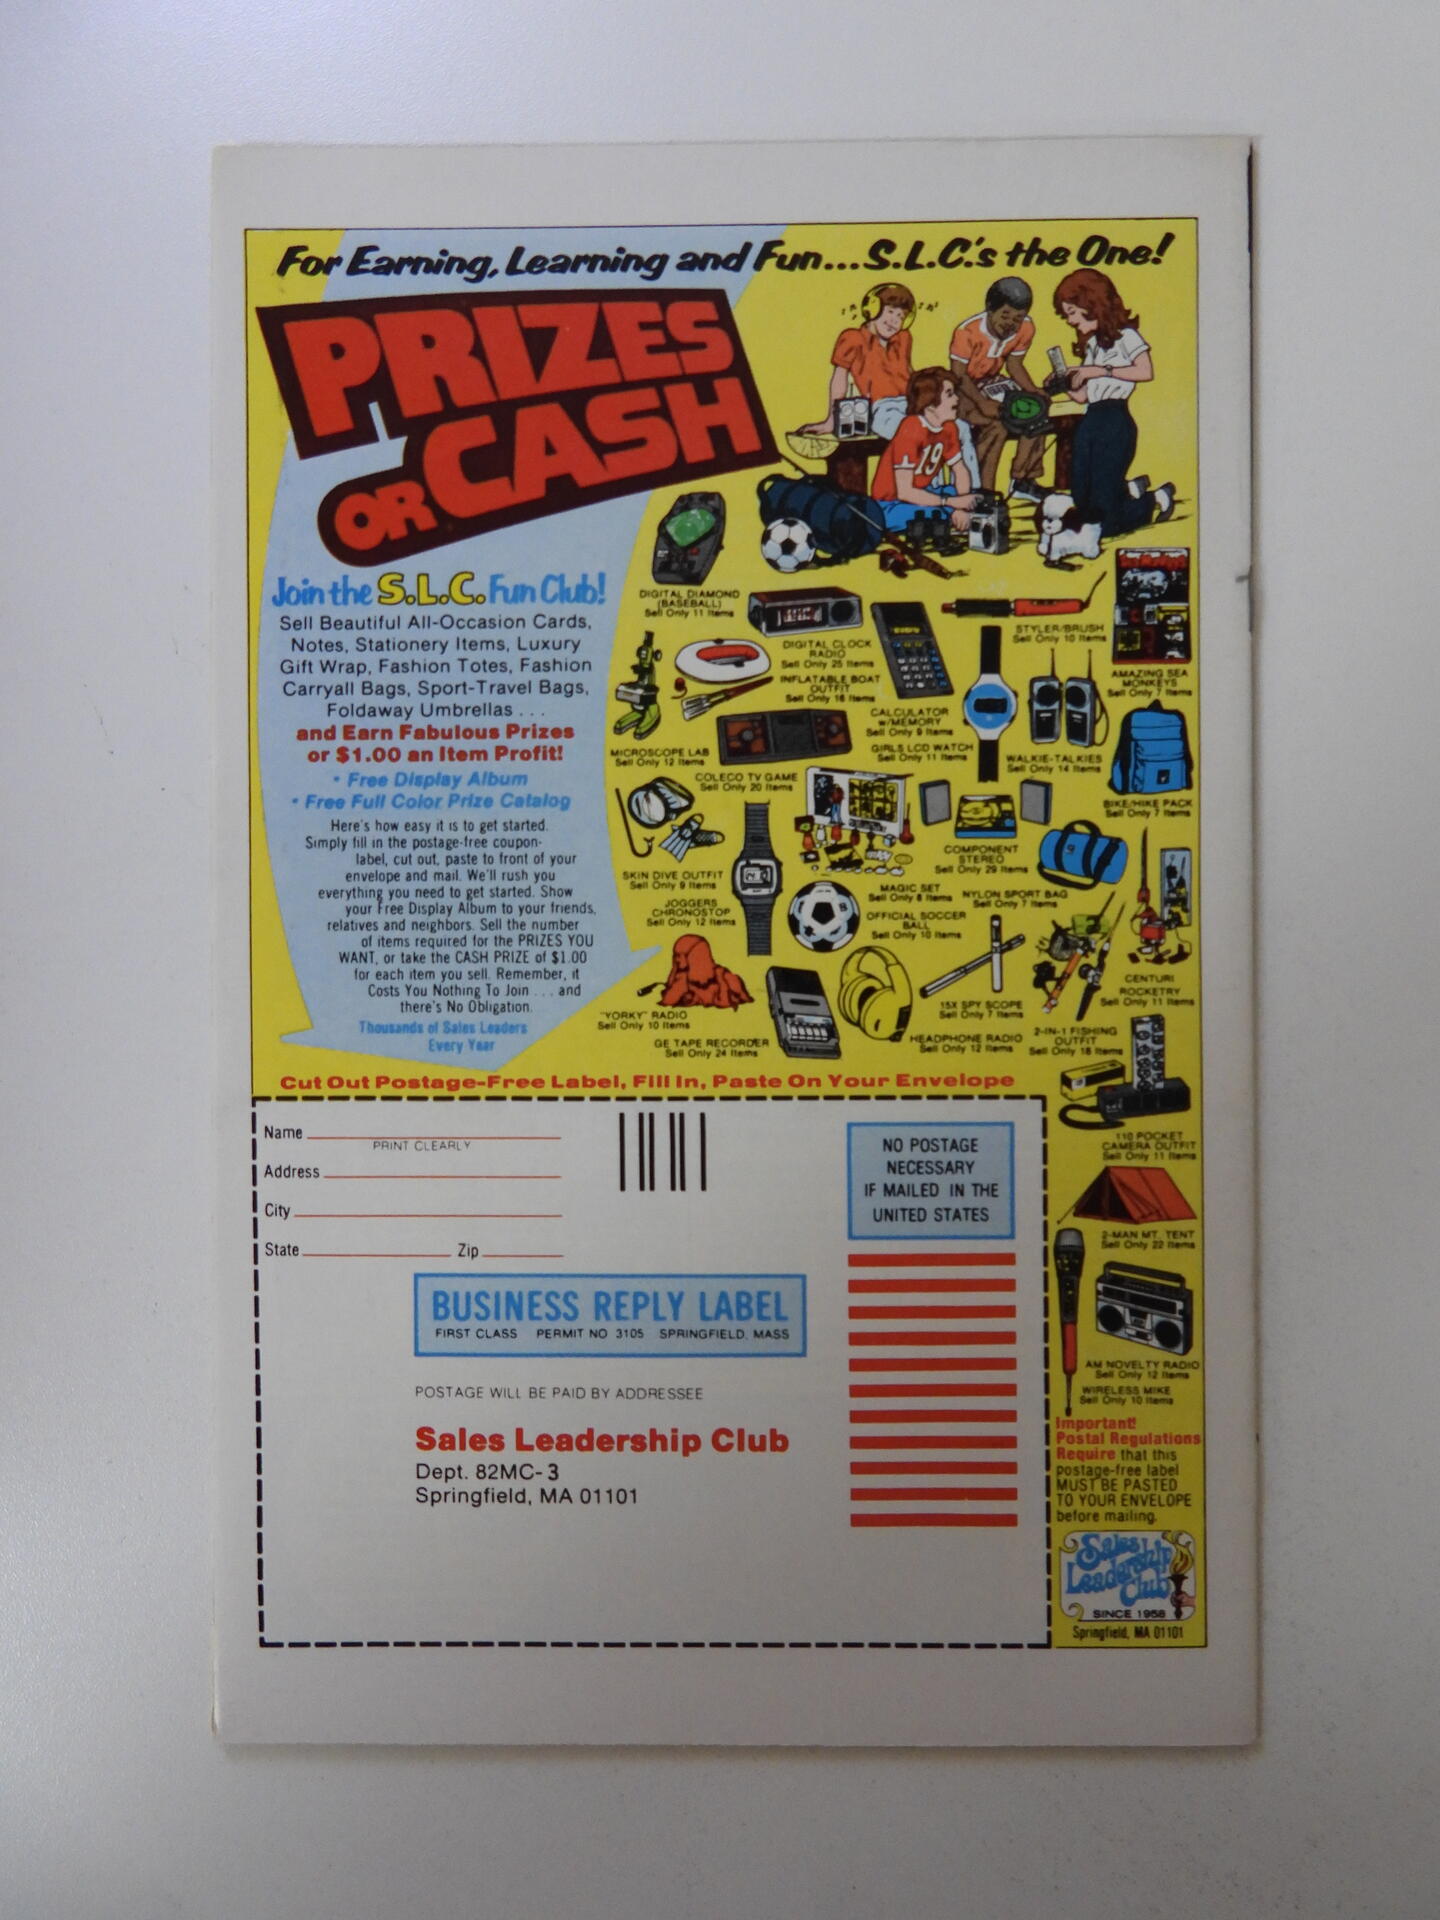 For Earning, Learning and Fun...S.L.C.'s the One!
PRIZES
OR CASH
19
Join the S.L.C. Fun Club!
Sell Beautiful All-Occasion Cards,
Notes, Stationery Items, Luxury
Gift Wrap, Fashion Totes, Fashion
Carryall Bags, Sport-Travel Bags,
Foldaway Umbrellas . . .
and Earn Fabulous Prizes
or $1.00 an Item Profit!
• Free Display Album
• Free Full Color Prize Catalog
Here's how easy it is to get started.
Simply fill in the postage-free coupon-
label, cut out, paste to front of your
envelope and mail. We'll rush you
everything you need to get started. Show
your Free Display Album to your friends,
relatives and neighbors. Sell the number
of items required for the PRIZES YOU
WANT, or take the CASH PRIZE of $1.00
for each item you sell. Remember, it
Costs You Nothing To Join . . . and
there's No Obligation.
Thousands of Sales Leaders
Every Year
DIGITAL DIAMOND
(BASEBALL)
Sell Only 11 Items
DIGITAL CLOCK
RADIO
Sell Only 25 Items
STYLER/BRUSH
Sell Only 10 Items
AMAZING SEA
MONKEYS
Sell Only 7 Items
INFLATABLE BOAT
OUTFIT
Sell Only 16 Items
CALCULATOR
w/MEMORY
Sell Only 9 Items
MICROSCOPE LAB
Sell Only 12 Items
GIRLS LCD WATCH
Sell Only 11 Items
WALKIE-TALKIES
Sell Only 14 Items
COLECO TV GAME
Sell Only 20 Items
BIKE/HIKE PACK
Sell Only 7 Items
COMPONENT
STEREO
Sell Only 29 Items
SKIN DIVE OUTFIT
Sell Only 9 Items
MAGIC SET
Sell Only 8 Items
NYLON SPORT BAG
Sell Only 7 Items
JOGGERS
CHRONOSTOP
Sell Only 12 Items
OFFICIAL SOCCER
BALL
Sell Only 10 Items
CENTURI
ROCKETRY
Sell Only 11 Items
"YORKY" RADIO
Sell Only 10 Items
15X SPY SCOPE
Sell Only 7 Items
GE TAPE RECORDER
Sell Only 24 Items
HEADPHONE RADIO
Sell Only 12 Items
2-IN-1 FISHING
OUTFIT
Sell Only 18 Items
110 POCKET
CAMERA OUTFIT
Sell Only 11 Items
2-MAN MT. TENT
Sell Only 22 Items
AM NOVELTY RADIO
Sell Only 12 Items
WIRELESS MIKE
Sell Only 10 Items
Important!
Postal Regulations
Require that this
postage-free label
MUST BE PASTED
TO YOUR ENVELOPE
before mailing.
Sales
Leadership
Club
SINCE 1958
Springfield, MA 01101
Cut Out Postage-Free Label, Fill In, Paste On Your Envelope
Name
PRINT CLEARLY
Address
City
State Zip
NO POSTAGE
NECESSARY
IF MAILED IN THE
UNITED STATES
BUSINESS REPLY LABEL
FIRST CLASS PERMIT NO 3105 SPRINGFIELD, MASS
POSTAGE WILL BE PAID BY ADDRESSEE
Sales Leadership Club
Dept. 82MC-3
Springfield, MA 01101